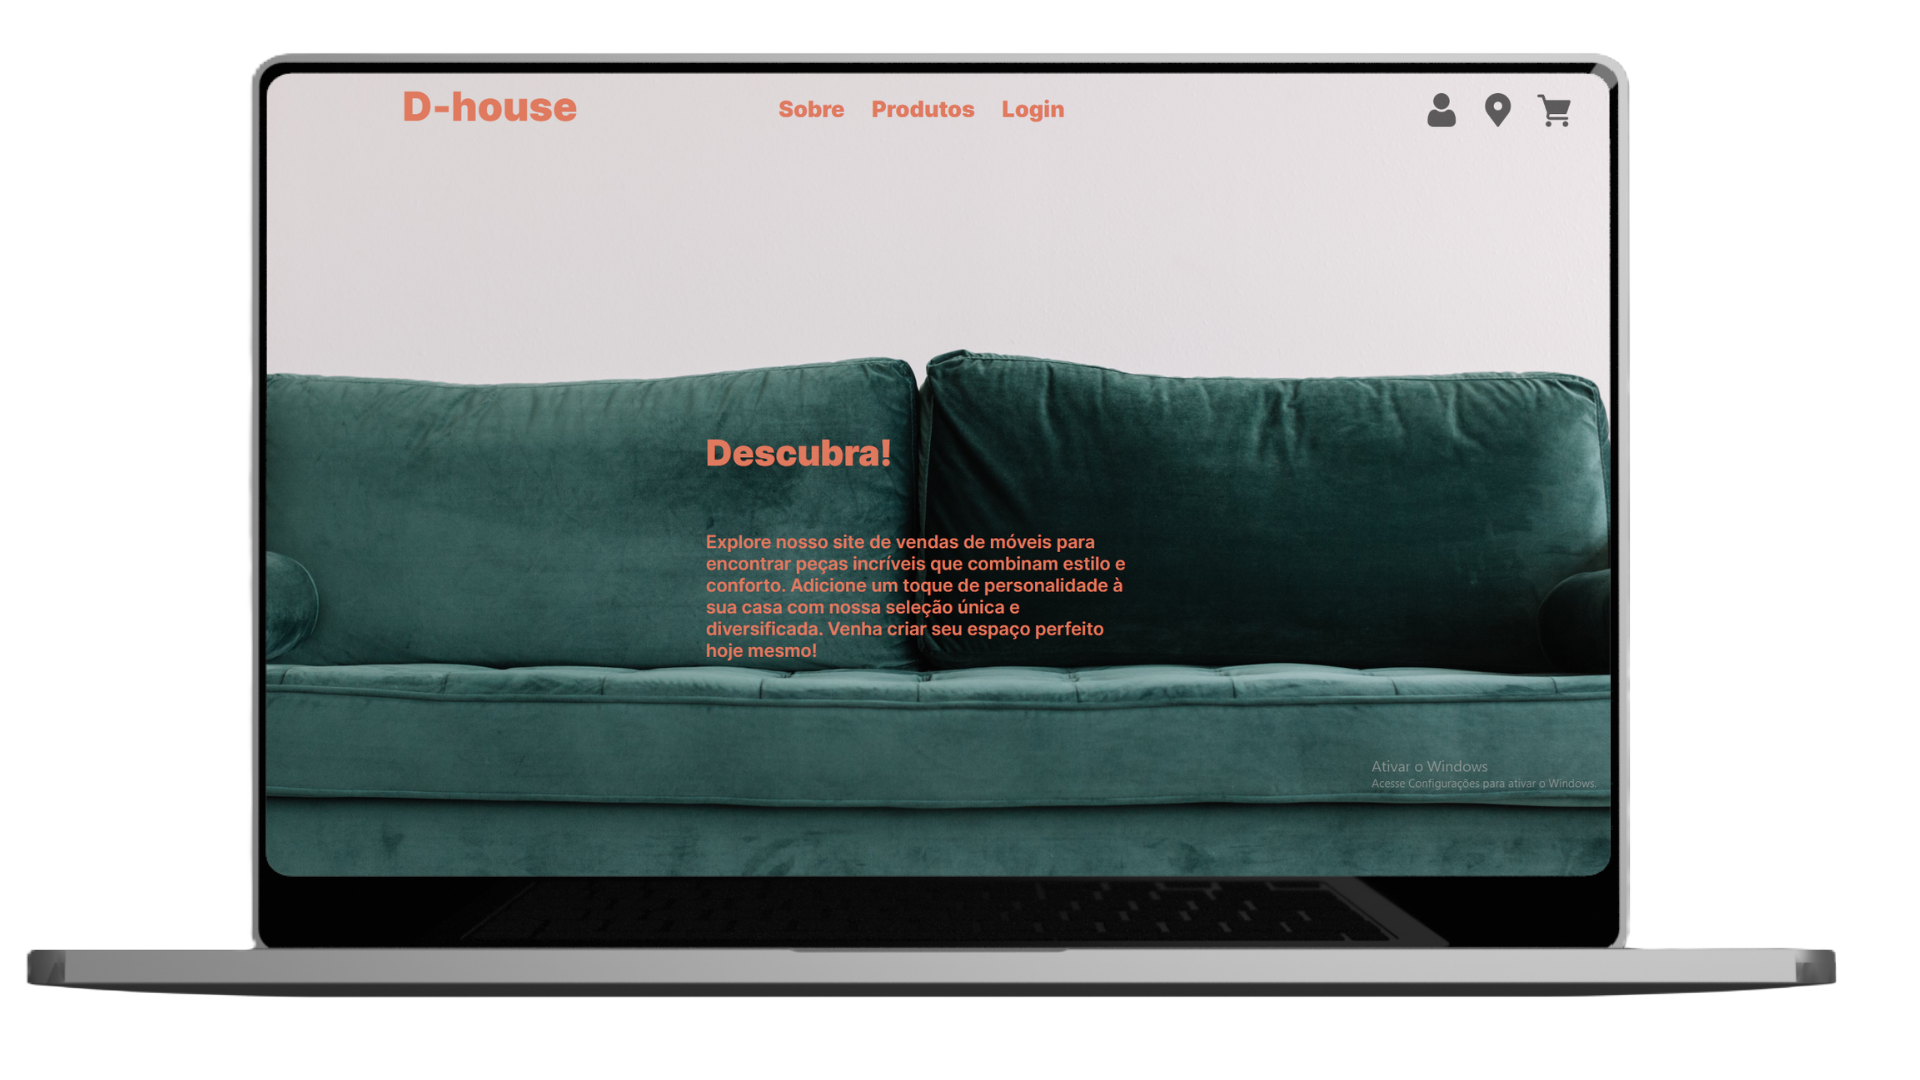 D-house
Sobre Produtos Login
Descubra!
Explore nosso site de vendas de móveis para
encontrar peças incríveis que combinam estilo e
conforto. Adicione um toque de personalidade à
sua casa com nossa seleção única e
diversificada. Venha criar seu espaço perfeito
hoje mesmo!
Ativar o Windows
Acesse Configurações para ativar o Windows.